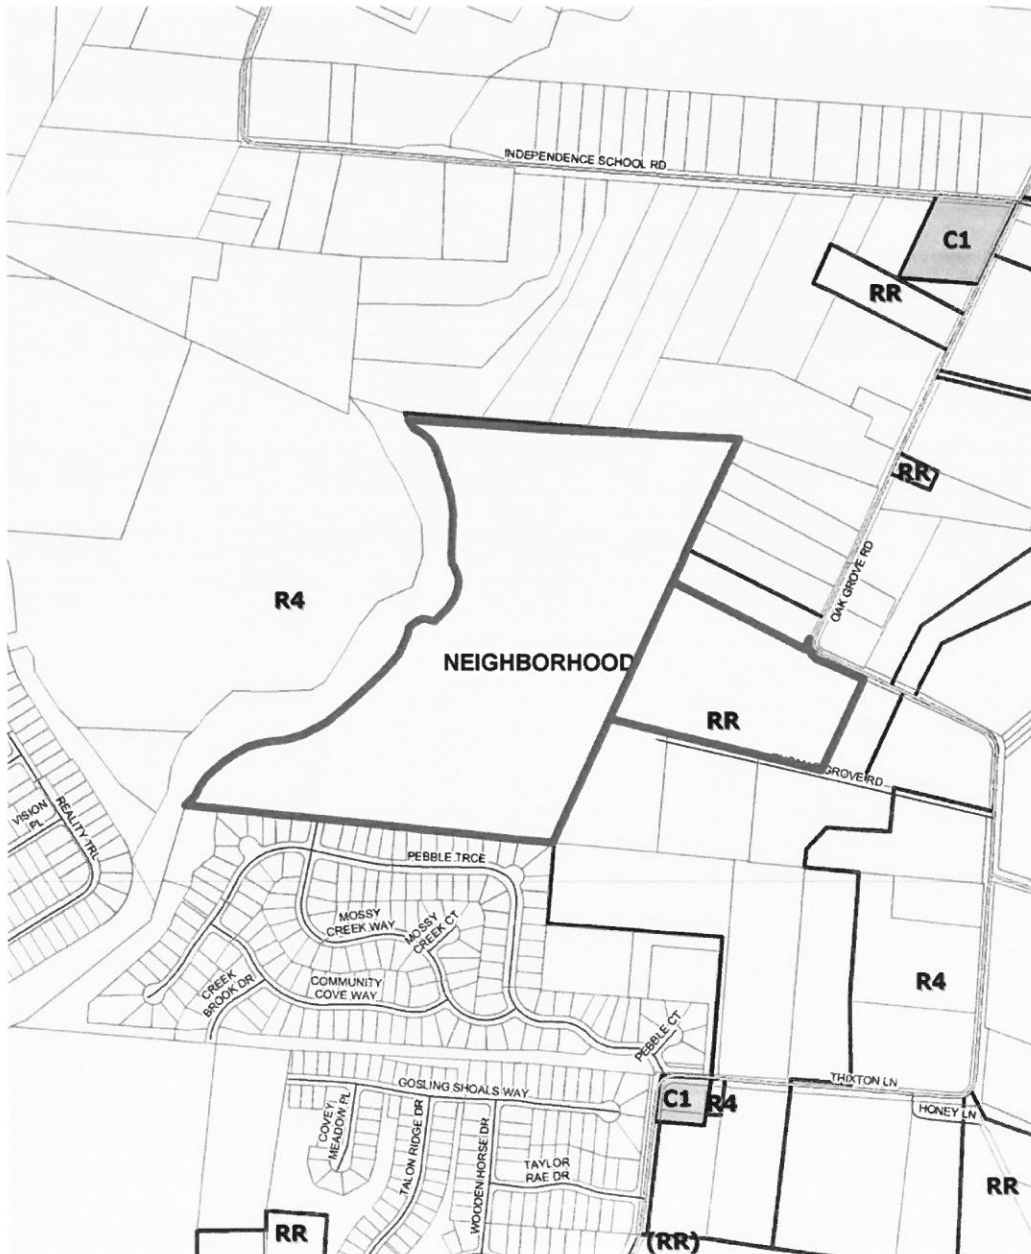 INDEPENDENCE SCHOOL RD
C1
RR
RR
OAK GROVE RD
R4
NEIGHBORHOOD
RR
GROVE RD
REALITY TRL
VISION
PL
PEBBLE TRCE
MOSSY
CREEK WAY
MOSSY
CREEK CT
CREEK
BROOK DR
COMMUNITY
COVE WAY
R4
PEBBLE CT
THIXTON LN
GOSLING SHOALS WAY
C1
R4
HONEY LN
COVEY
MEADOW PL
TALON RIDGE DR
WOODEN HORSE DR
TAYLOR
RAE DR
RR
RR
(RR)